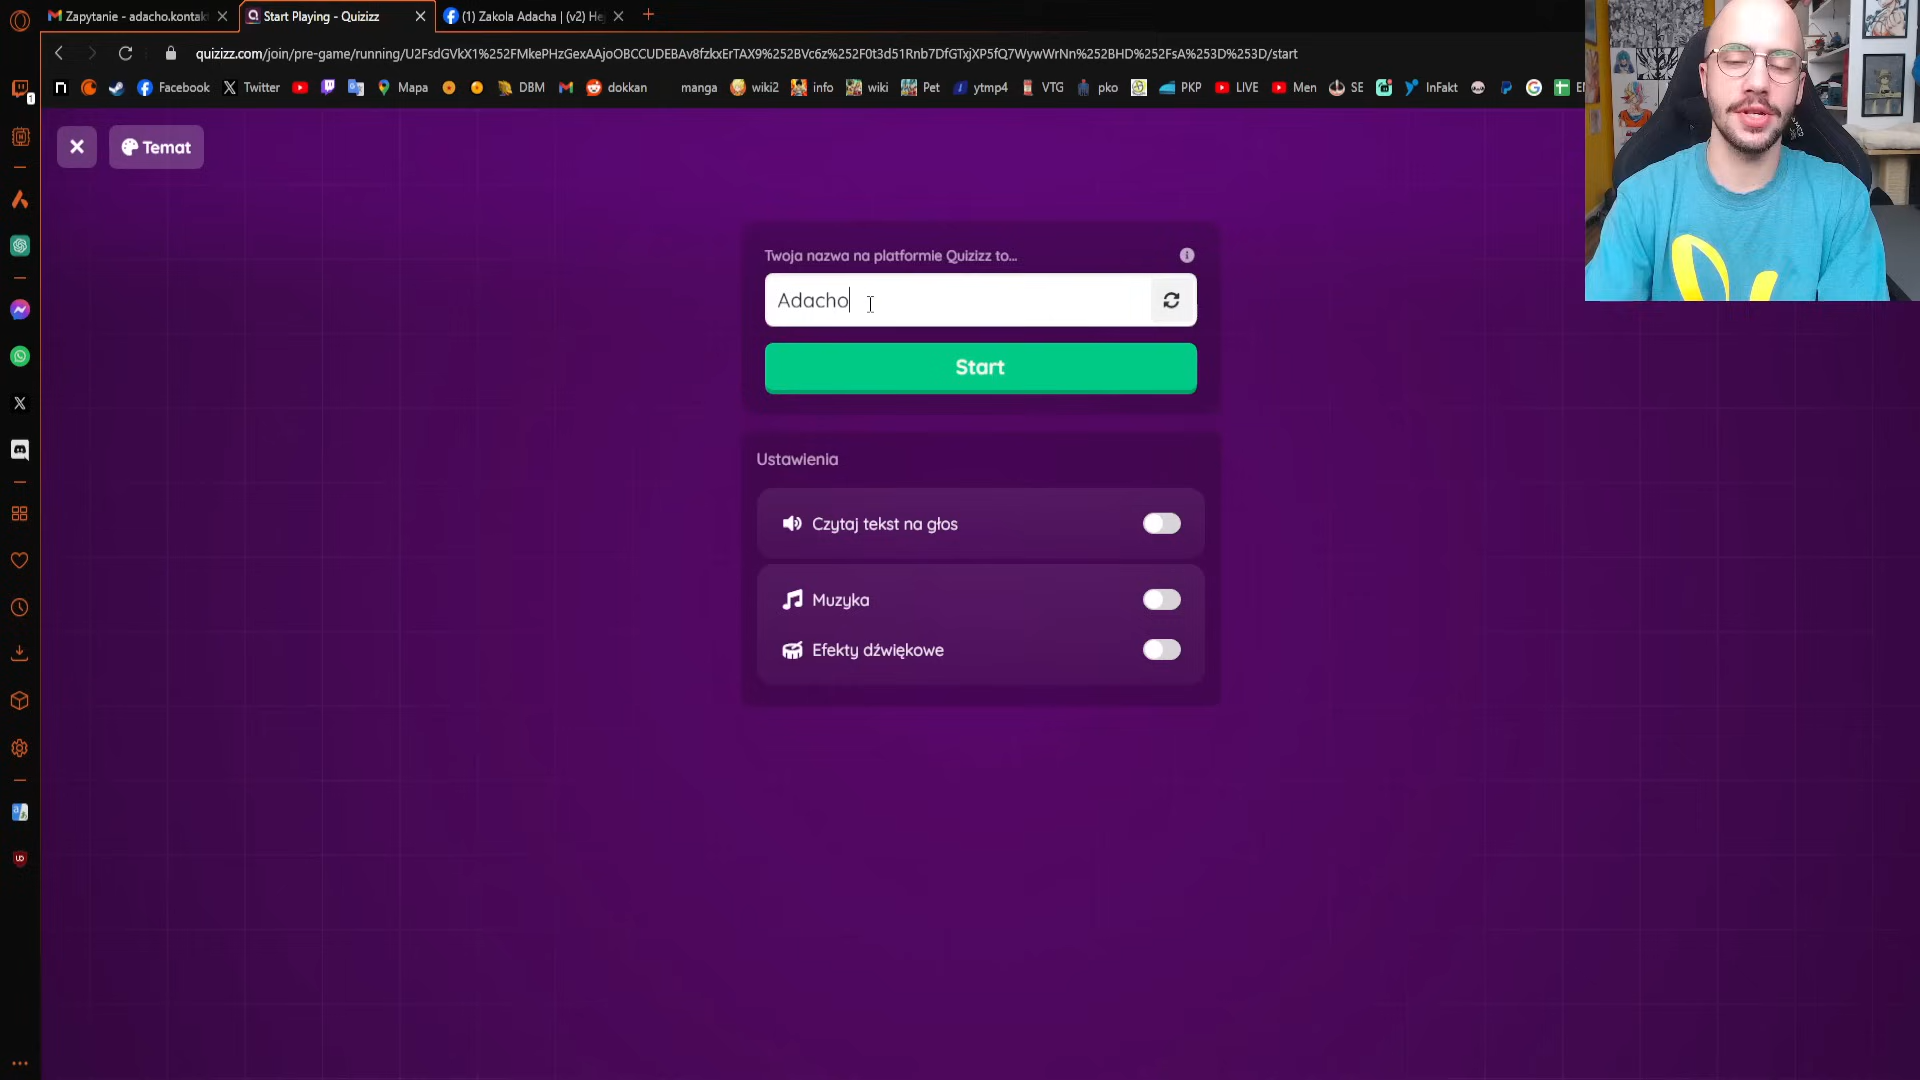 Zapytanie - adacho.kontak
Start Playing - Quizizz
(1) Zakola Adacha | (v2) He
quizizz.com/join/pre-game/running/U2FsdGVkX1%252FMkePHzGexAAjoOBCCUDEBAv8fzkxErTAX9%252BVc6z%252F0t3d51Rnb7DfGTxjXP5fQ7WywWrNn%252BHD%252FsA%253D%253D/start
Facebook Twitter Mapa DBM dokkan manga wiki2 info wiki Pet ytmp4 VTG pko PKP LIVE Men SE InFakt
Temat
Twoja nazwa na platformie Quizizz to...
Adacho
Start
Ustawienia
Czytaj tekst na głos
Muzyka
Efekty dźwiękowe